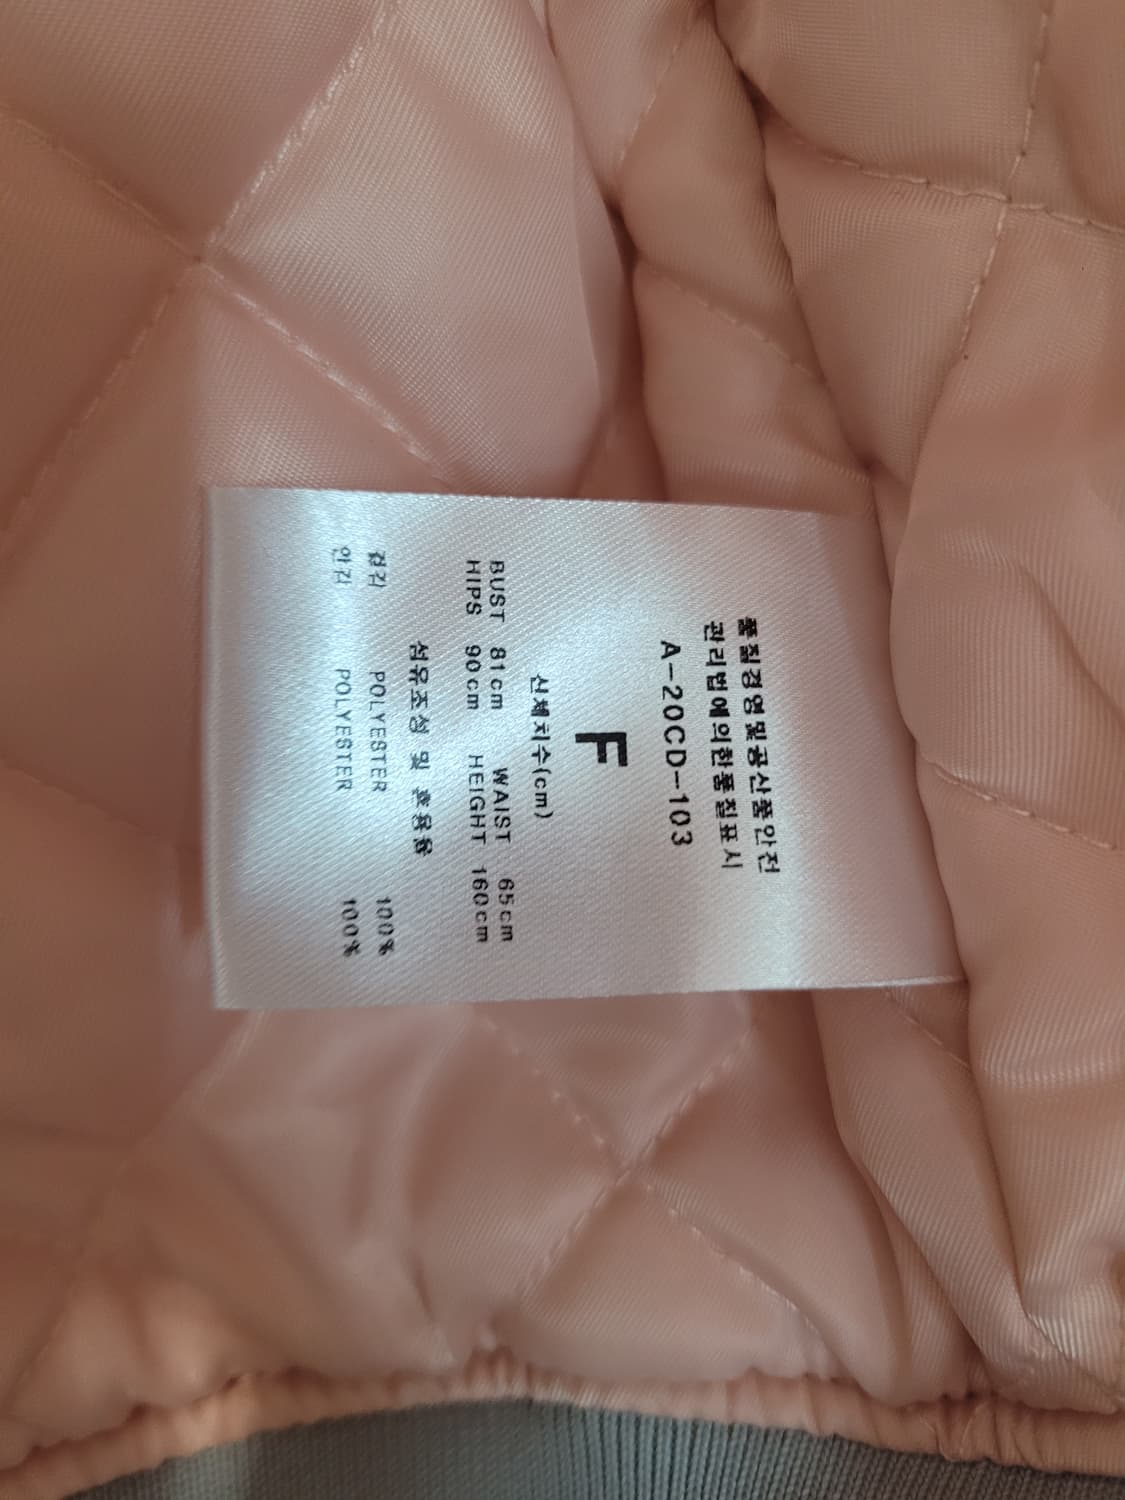 품질경영및공산품안전
관리법에의한품질표시
A-20CD-103
F
신체치수(cm)
BUST 81cm WAIST 65cm
HIPS 90cm HEIGHT 160cm
섬유조성 및 혼용율
겉감 POLYESTER 100%
안감 POLYESTER 100%